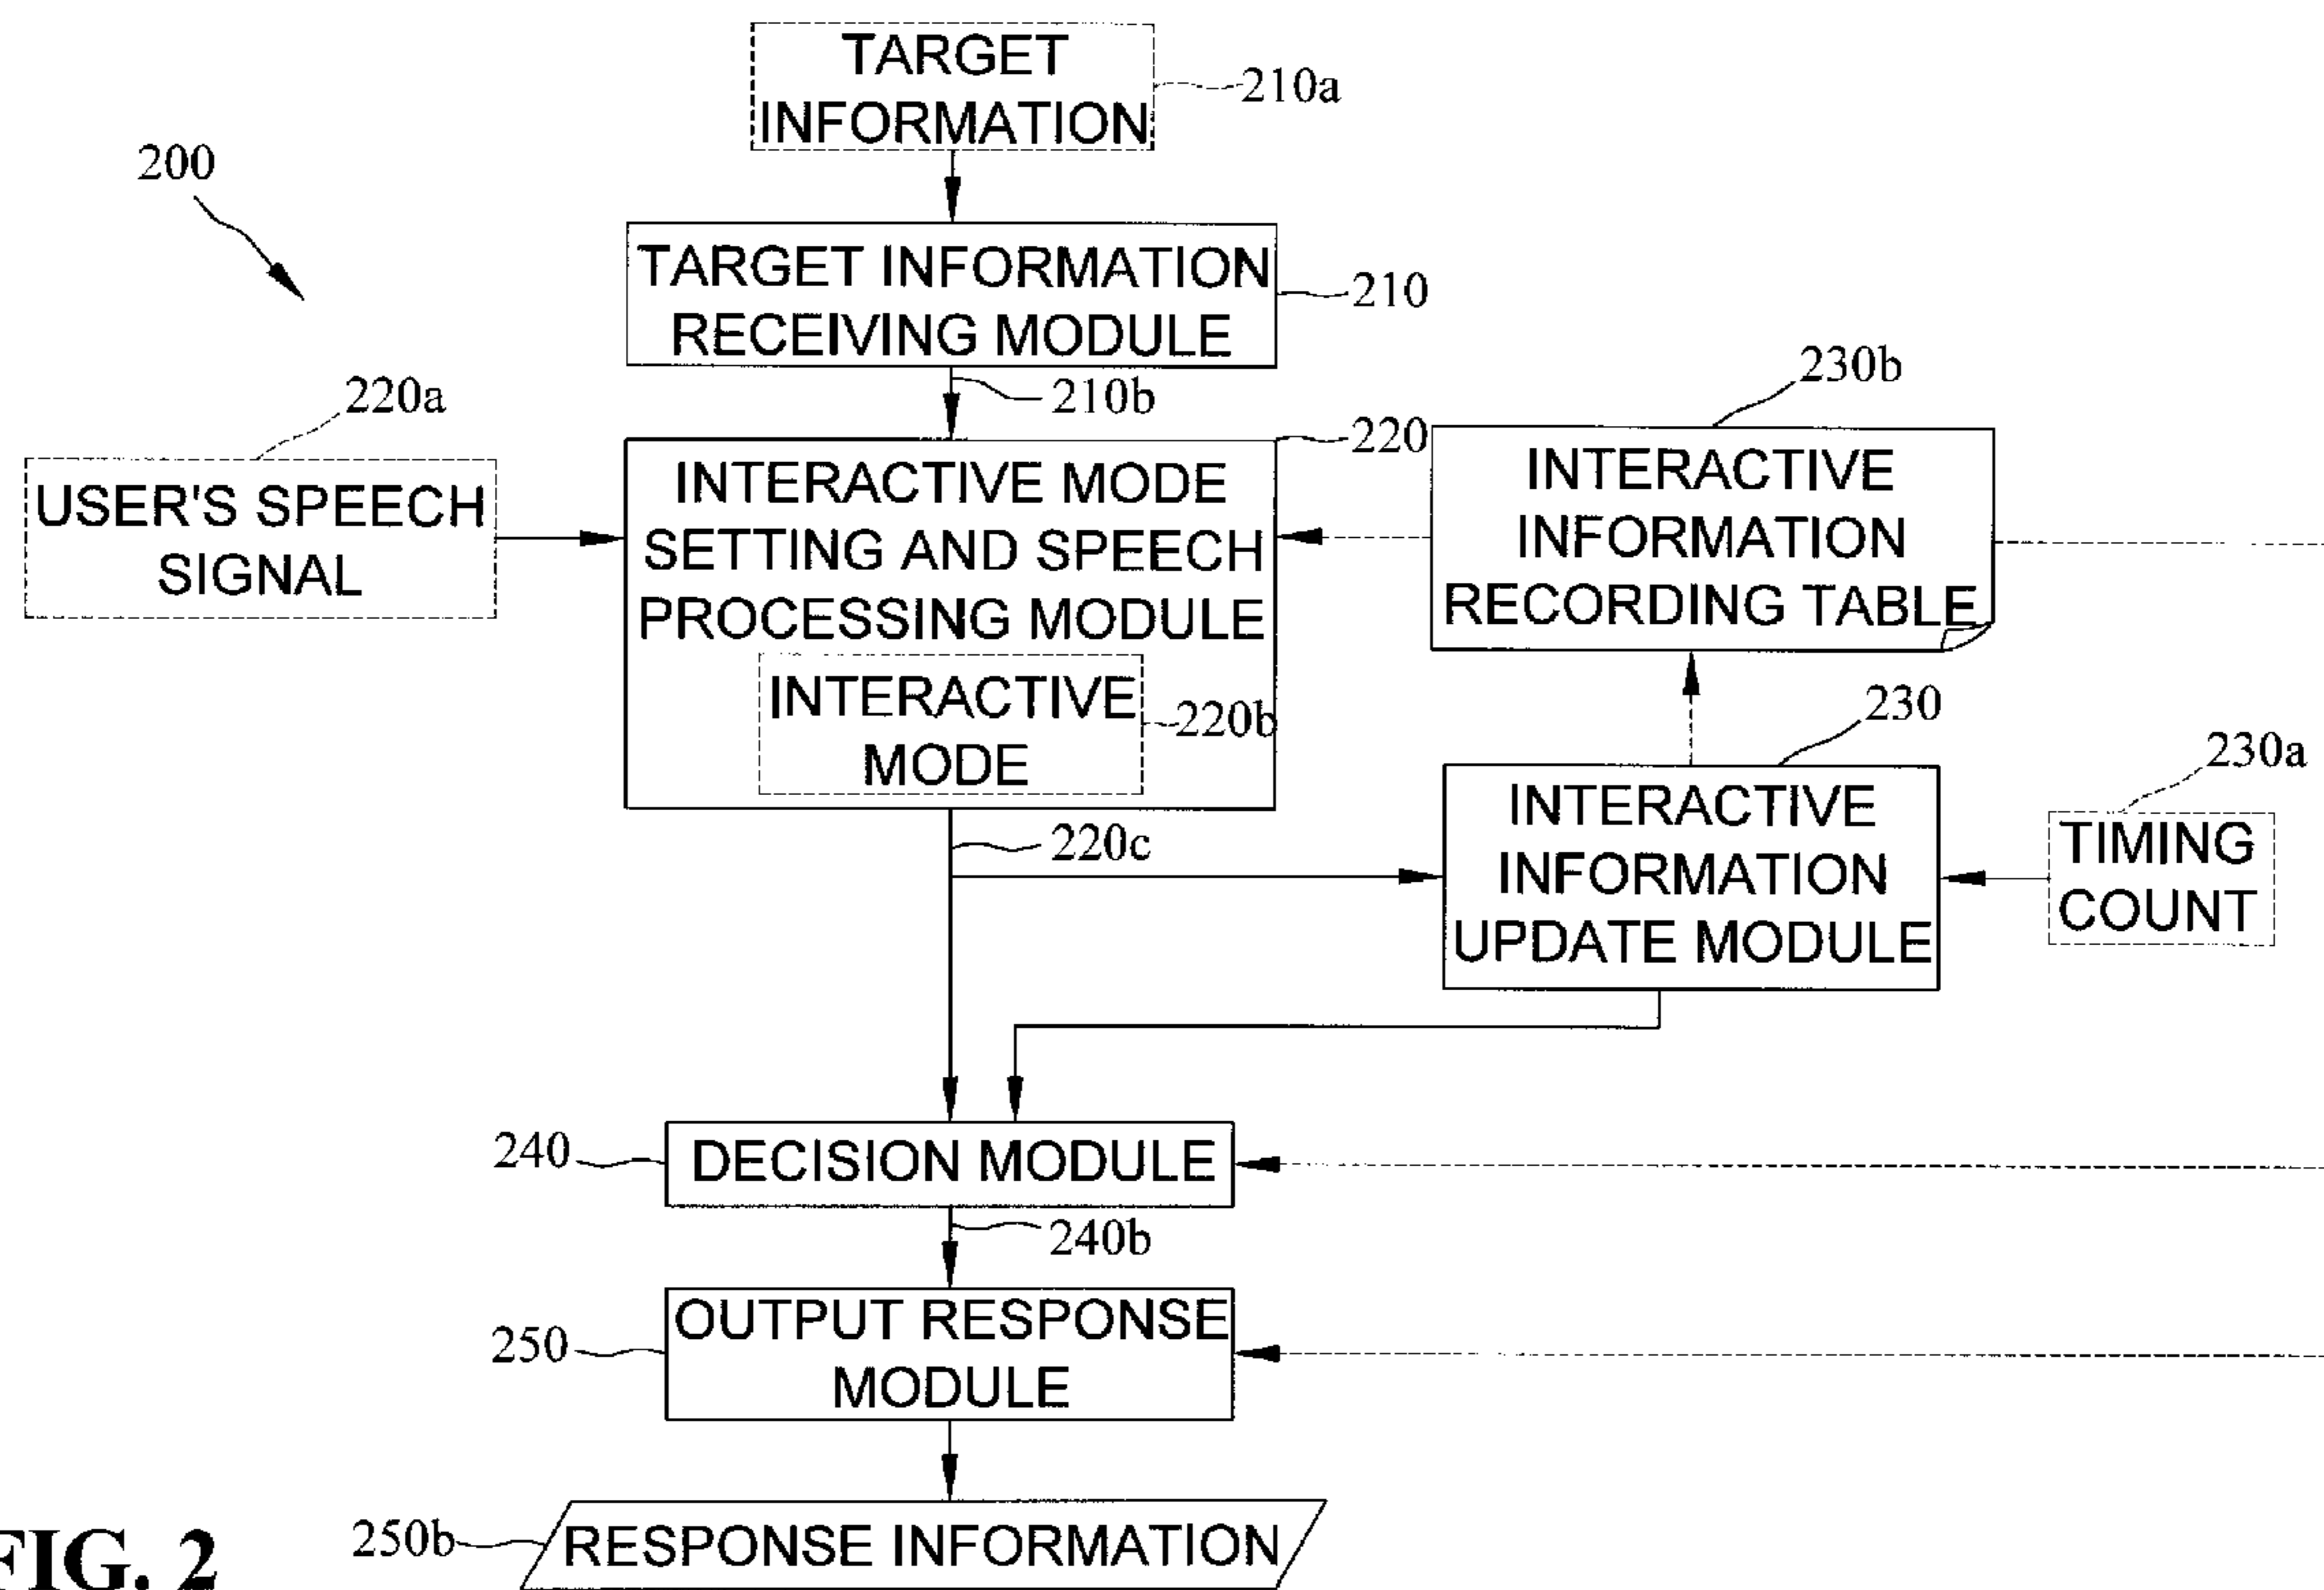 TARGET
INFORMATION
210a
200
TARGET INFORMATION
RECEIVING MODULE
210
210b
220a
USER'S SPEECH
SIGNAL
220
INTERACTIVE MODE
SETTING AND SPEECH
PROCESSING MODULE
INTERACTIVE
MODE
220b
220c
230b
INTERACTIVE
INFORMATION
RECORDING TABLE
230
INTERACTIVE
INFORMATION
UPDATE MODULE
230a
TIMING
COUNT
240
DECISION MODULE
240b
250
OUTPUT RESPONSE
MODULE
250b
RESPONSE INFORMATION
FIG. 2